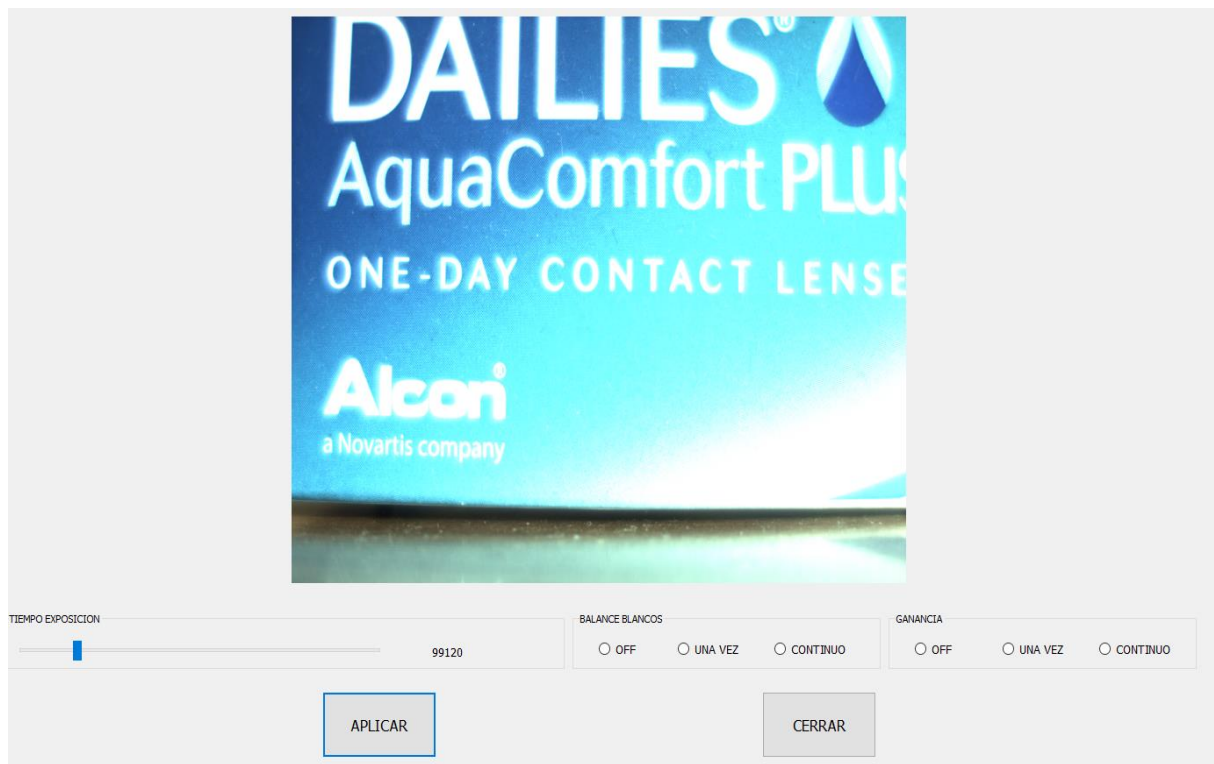 DAILIES®
AquaComfort PLUS
ONE-DAY CONTACT LENSE
Alcon®
a Novartis company
TIEMPO EXPOSICION
99120
BALANCE BLANCOS
OFF UNA VEZ CONTINUO
GANANCIA
OFF UNA VEZ CONTINUO
APLICAR
CERRAR